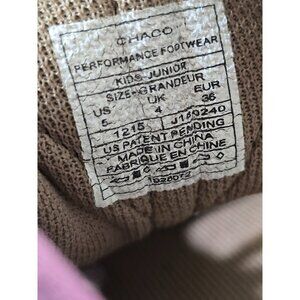 CHACO
PERFORMANCE FOOTWEAR
KIDS JUNIOR
SIZE-GRANDEUR
US UK EUR
5 4 36
1215 J159240
US PATENT PENDING
MADE IN CHINA
FABRIQUE EN CHINE